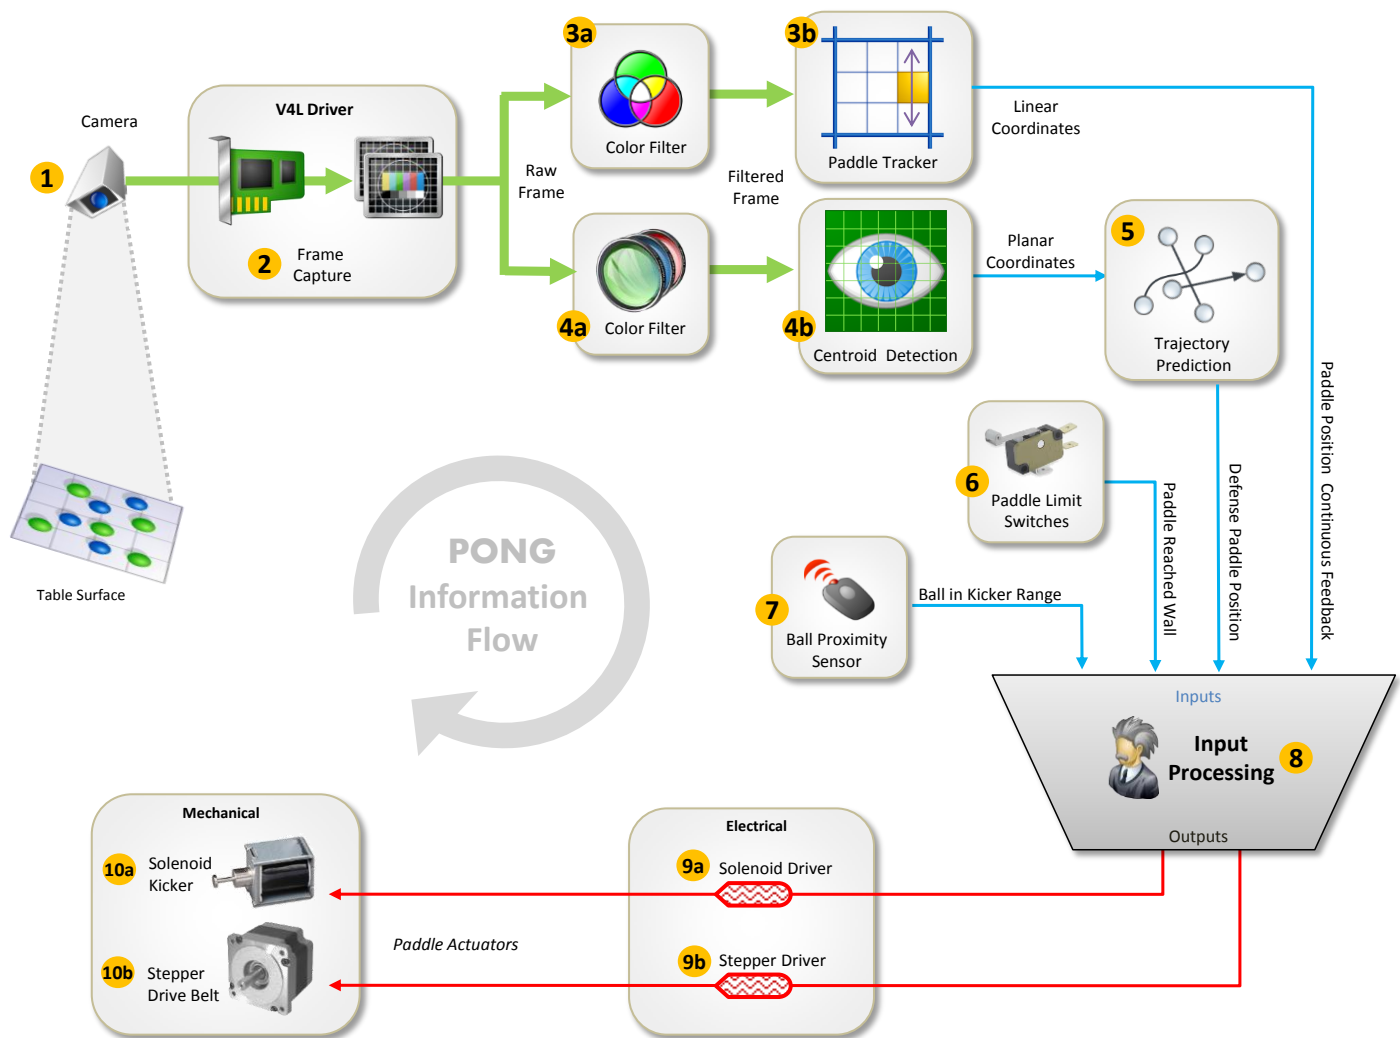 3a
Color Filter
3b
Paddle Tracker
Linear
Coordinates
V4L Driver
Camera
1
2
Frame
Capture
Raw
Frame
Filtered
Frame
4a
Color Filter
4b
Centroid Detection
Planar
Coordinates
5
Trajectory
Prediction
6
Paddle Limit
Switches
7
Ball Proximity
Sensor
Ball in Kicker Range
Paddle Reached Wall
Defense Paddle Position
Paddle Position Continuous Feedback
Table Surface
PONG
Information
Flow
Inputs
Input
Processing
8
Outputs
Mechanical
10a
Solenoid
Kicker
10b
Stepper
Drive Belt
Paddle Actuators
Electrical
9a
Solenoid Driver
9b
Stepper Driver